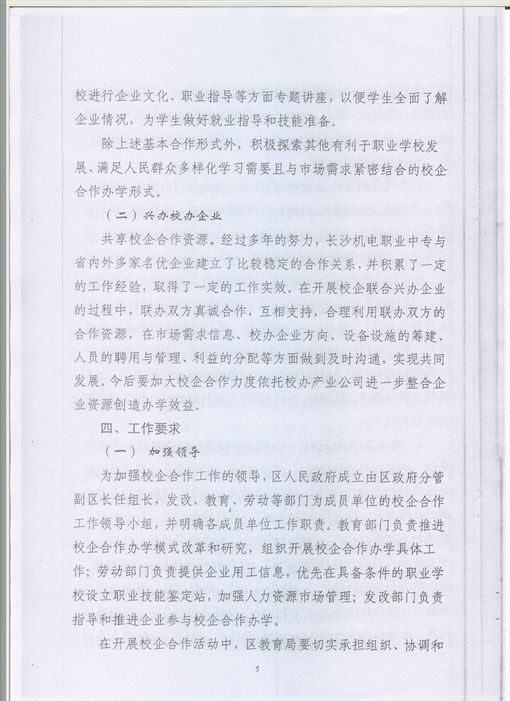 校进行企业文化、职业指导等方面专题讲座，以便学生全面了解
企业情况，为学生做好就业指导和技能准备。
除上述基本合作形式外，积极探索其他有利于职业学校发
展、满足人民群众多样化学习需要且与市场需求紧密结合的校企
合作办学形式。
（二）兴办校办企业
共享校企合作资源。经过多年的努力，长沙机电职业中专与
省内外多家名优企业建立了比较稳定的合作关系，并积累了一定
的工作经验，取得了一定的工作实效。在开展校企联合兴办企业
的过程中，联办双方真诚合作，互相支持，合理利用联办双方的
合作资源，在市场需求信息、校办企业方向、设备设施的筹建、
人员的聘用与管理、利益的分配等方面做到及时沟通，实现共同
发展。今后要加大校企合作力度依托校办产业公司进一步整合企
业资源创造办学效益。
四、工作要求
（一） 加强领导
为加强校企合作工作的领导，区人民政府成立由区政府分管
副区长任组长，发改、教育、劳动等部门为成员单位的校企合作
工作领导小组，并明确各成员单位工作职责。教育部门负责推进
校企合作办学模式改革和研究，组织开展校企合作办学具体工
作；劳动部门负责提供企业用工信息，优先在具备条件的职业学
校设立职业技能鉴定站，加强人力资源市场管理；发改部门负责
指导和推进企业参与校企合作办学。
在开展校企合作活动中，区教育局要切实承担组织、协调和
5